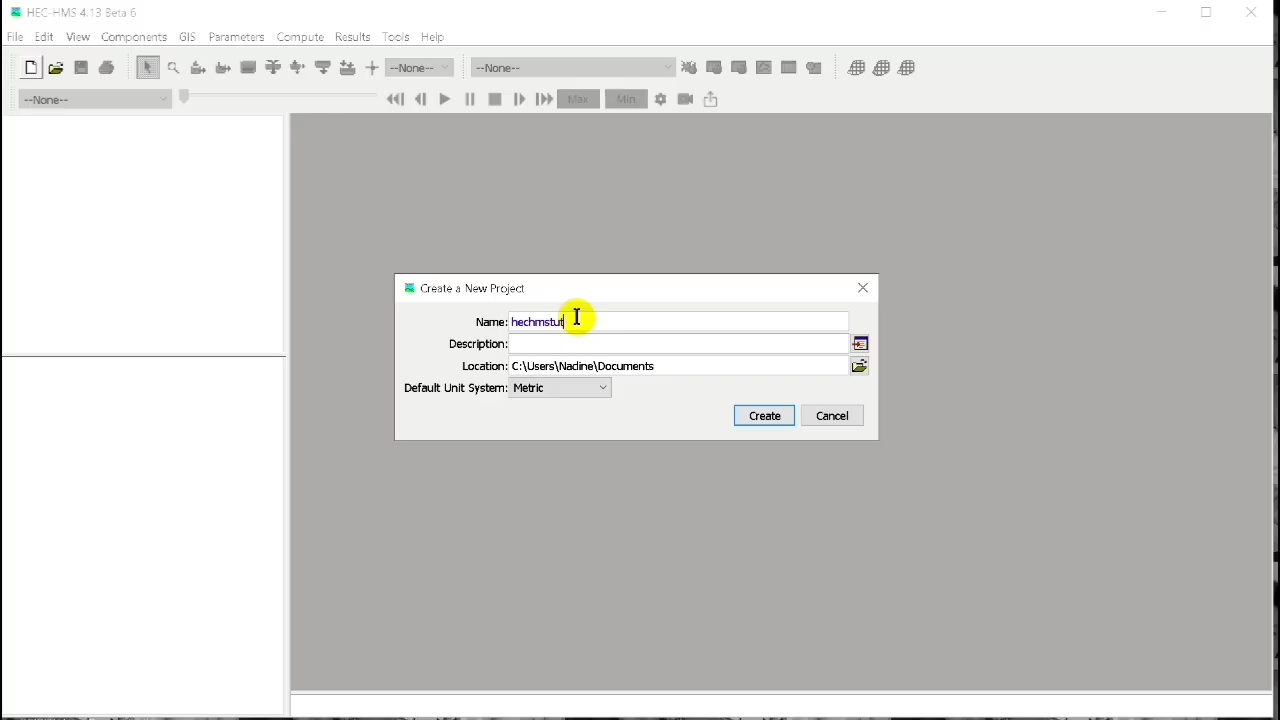 HEC-HMS 4.13 Beta 6
File Edit View Components GIS Parameters Compute Results Tools Help
--None-- --None--
--None-- Max Min
Create a New Project
Name: hechmstut
Description:
Location: C:\Users\Nadine\Documents
Default Unit System: Metric
Create Cancel